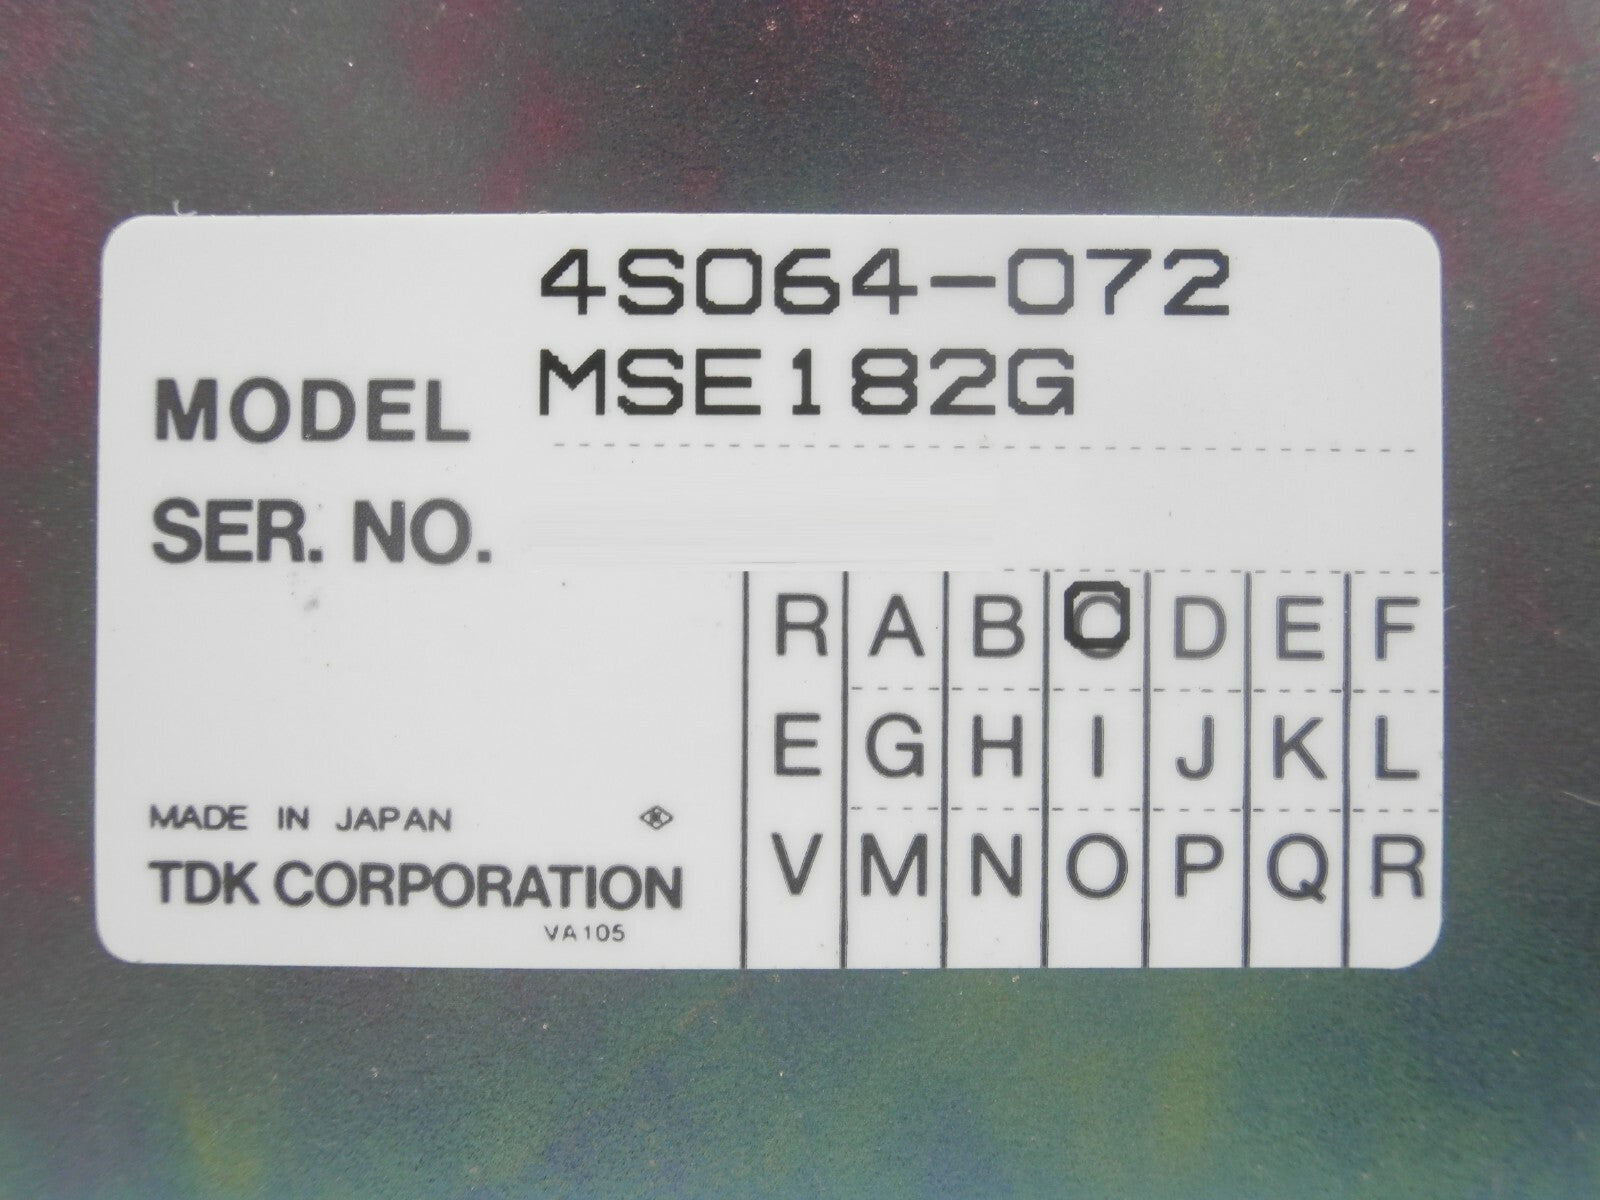 4S064-072
MODEL MSE182G
SER. NO.
R A B C D E F
E G H I J K L
V M N O P Q R
MADE IN JAPAN
TDK CORPORATION
VA105